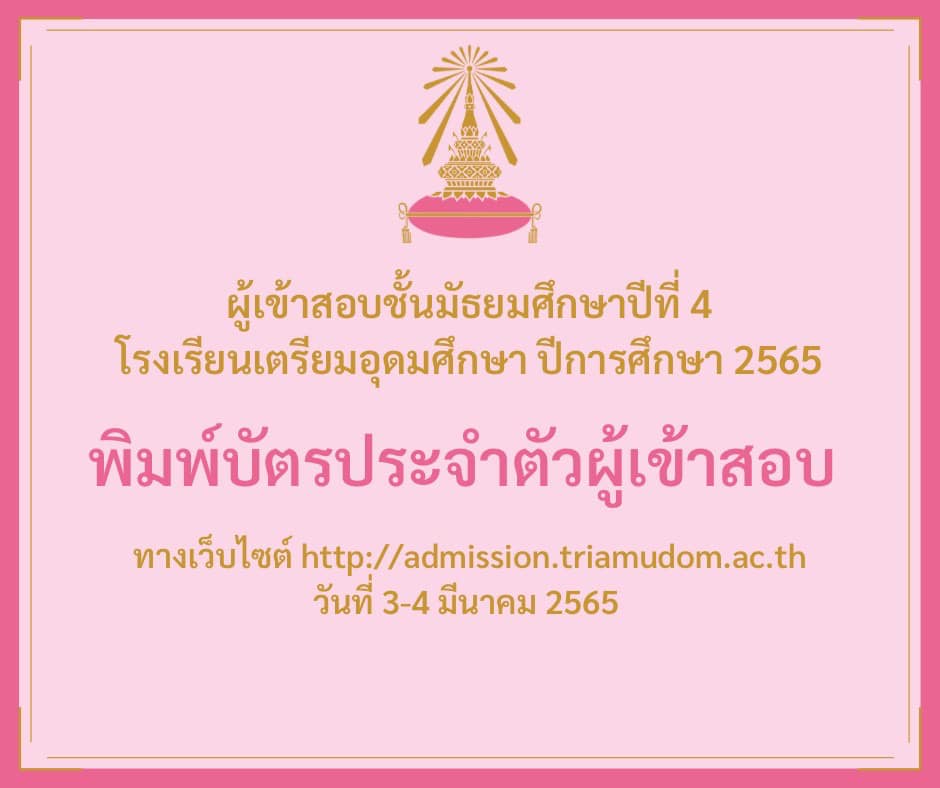 ผู้เข้าสอบชั้นมัธยมศึกษาปีที่ 4
โรงเรียนเตรียมอุดมศึกษา ปีการศึกษา 2565
พิมพ์บัตรประจำตัวผู้เข้าสอบ
ทางเว็บไซต์ http://admission.triamudom.ac.th
วันที่ 3-4 มีนาคม 2565